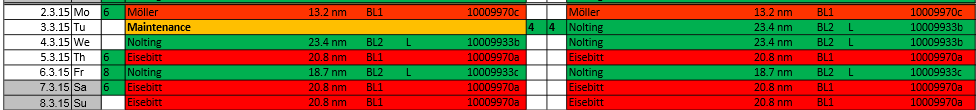 2.3.15 Mo 6 Möller 13.2 nm BL1 10009970c Möller 13.2 nm BL1 10009970c
3.3.15 Tu Maintenance 4 4 Nolting 23.4 nm BL2 L 10009933b
4.3.15 We Nolting 23.4 nm BL2 L 10009933b Nolting 23.4 nm BL2 L 10009933b
5.3.15 Th 6 Eisebitt 20.8 nm BL1 10009970a Eisebitt 20.8 nm BL1 10009970a
6.3.15 Fr 8 Nolting 18.7 nm BL2 L 10009933c Nolting 18.7 nm BL2 L 10009933c
7.3.15 Sa 6 Eisebitt 20.8 nm BL1 10009970a Eisebitt 20.8 nm BL1 10009970a
8.3.15 Su Eisebitt 20.8 nm BL1 10009970a Eisebitt 20.8 nm BL1 10009970a